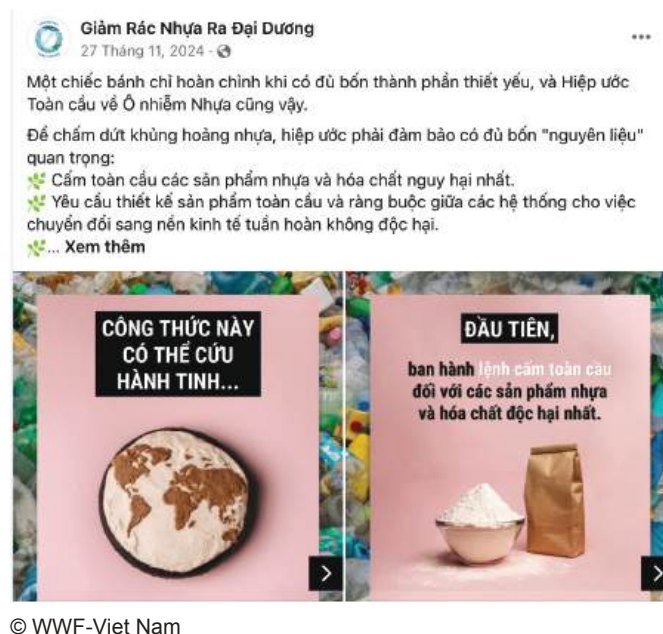 Giảm Rác Nhựa Ra Đại Dương
27 Tháng 11, 2024 ·
Một chiếc bánh chỉ hoàn chỉnh khi có đủ bốn thành phần thiết yếu, và Hiệp ước
Toàn cầu về Ô nhiễm Nhựa cũng vậy.
Để chấm dứt khủng hoảng nhựa, hiệp ước phải đảm bảo có đủ bốn "nguyên liệu"
quan trọng:
🌿 Cấm toàn cầu các sản phẩm nhựa và hóa chất nguy hại nhất.
🌿 Yêu cầu thiết kế sản phẩm toàn cầu và ràng buộc giữa các hệ thống cho việc
chuyển đổi sang nền kinh tế tuần hoàn không độc hại.
🌿... Xem thêm
CÔNG THỨC NÀY
CÓ THỂ CỨU
HÀNH TINH...
ĐẦU TIÊN,
ban hành lệnh cấm toàn cầu
đối với các sản phẩm nhựa
và hóa chất độc hại nhất.
© WWF-Viet Nam